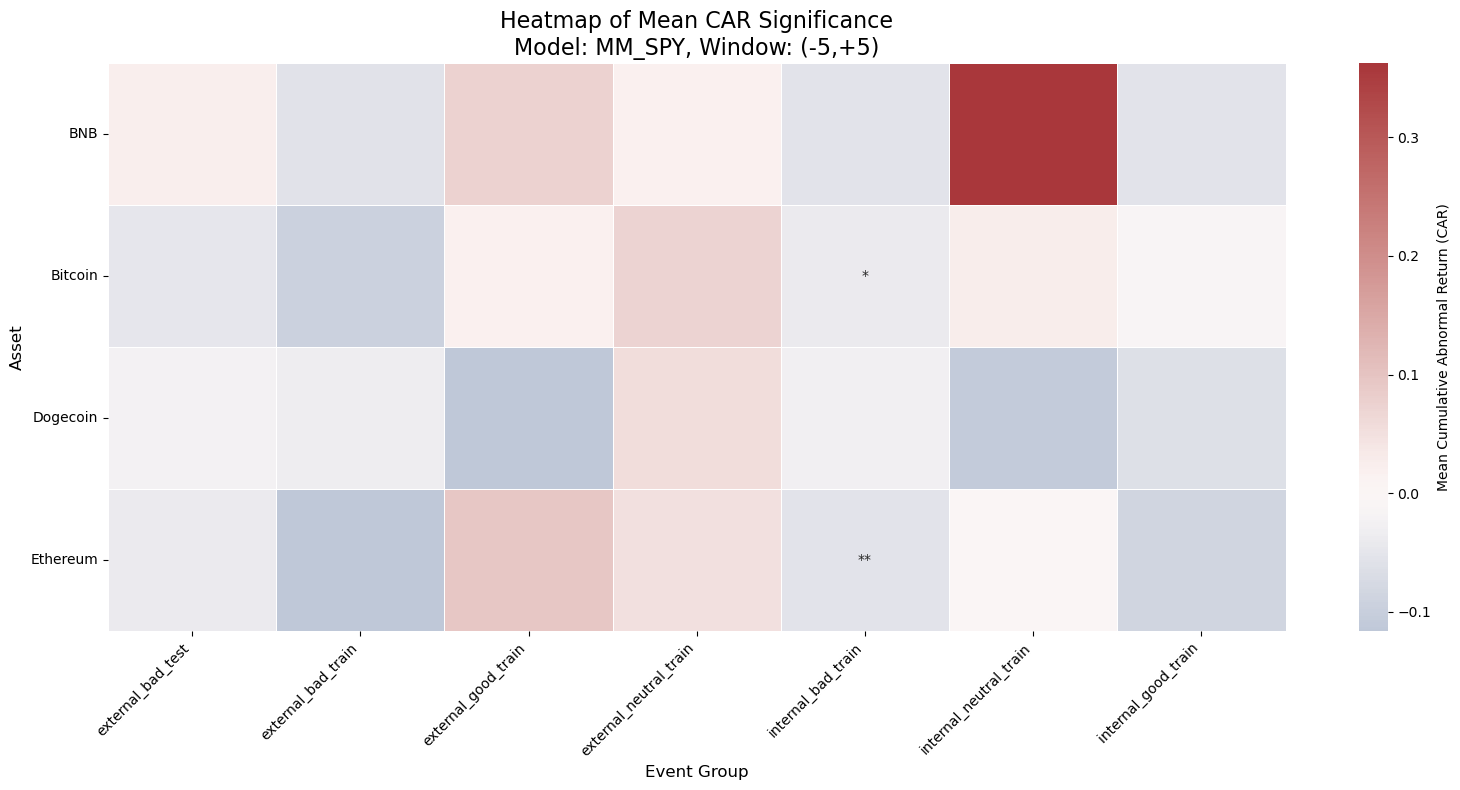 Heatmap of Mean CAR Significance
Model: MM_SPY, Window: (-5,+5)
Asset
BNB
Bitcoin
Dogecoin
Ethereum
*
**
external_bad_test
external_bad_train
external_good_train
external_neutral_train
internal_bad_train
internal_neutral_train
internal_good_train
Event Group
0.3
0.2
0.1
0.0
−0.1
Mean Cumulative Abnormal Return (CAR)